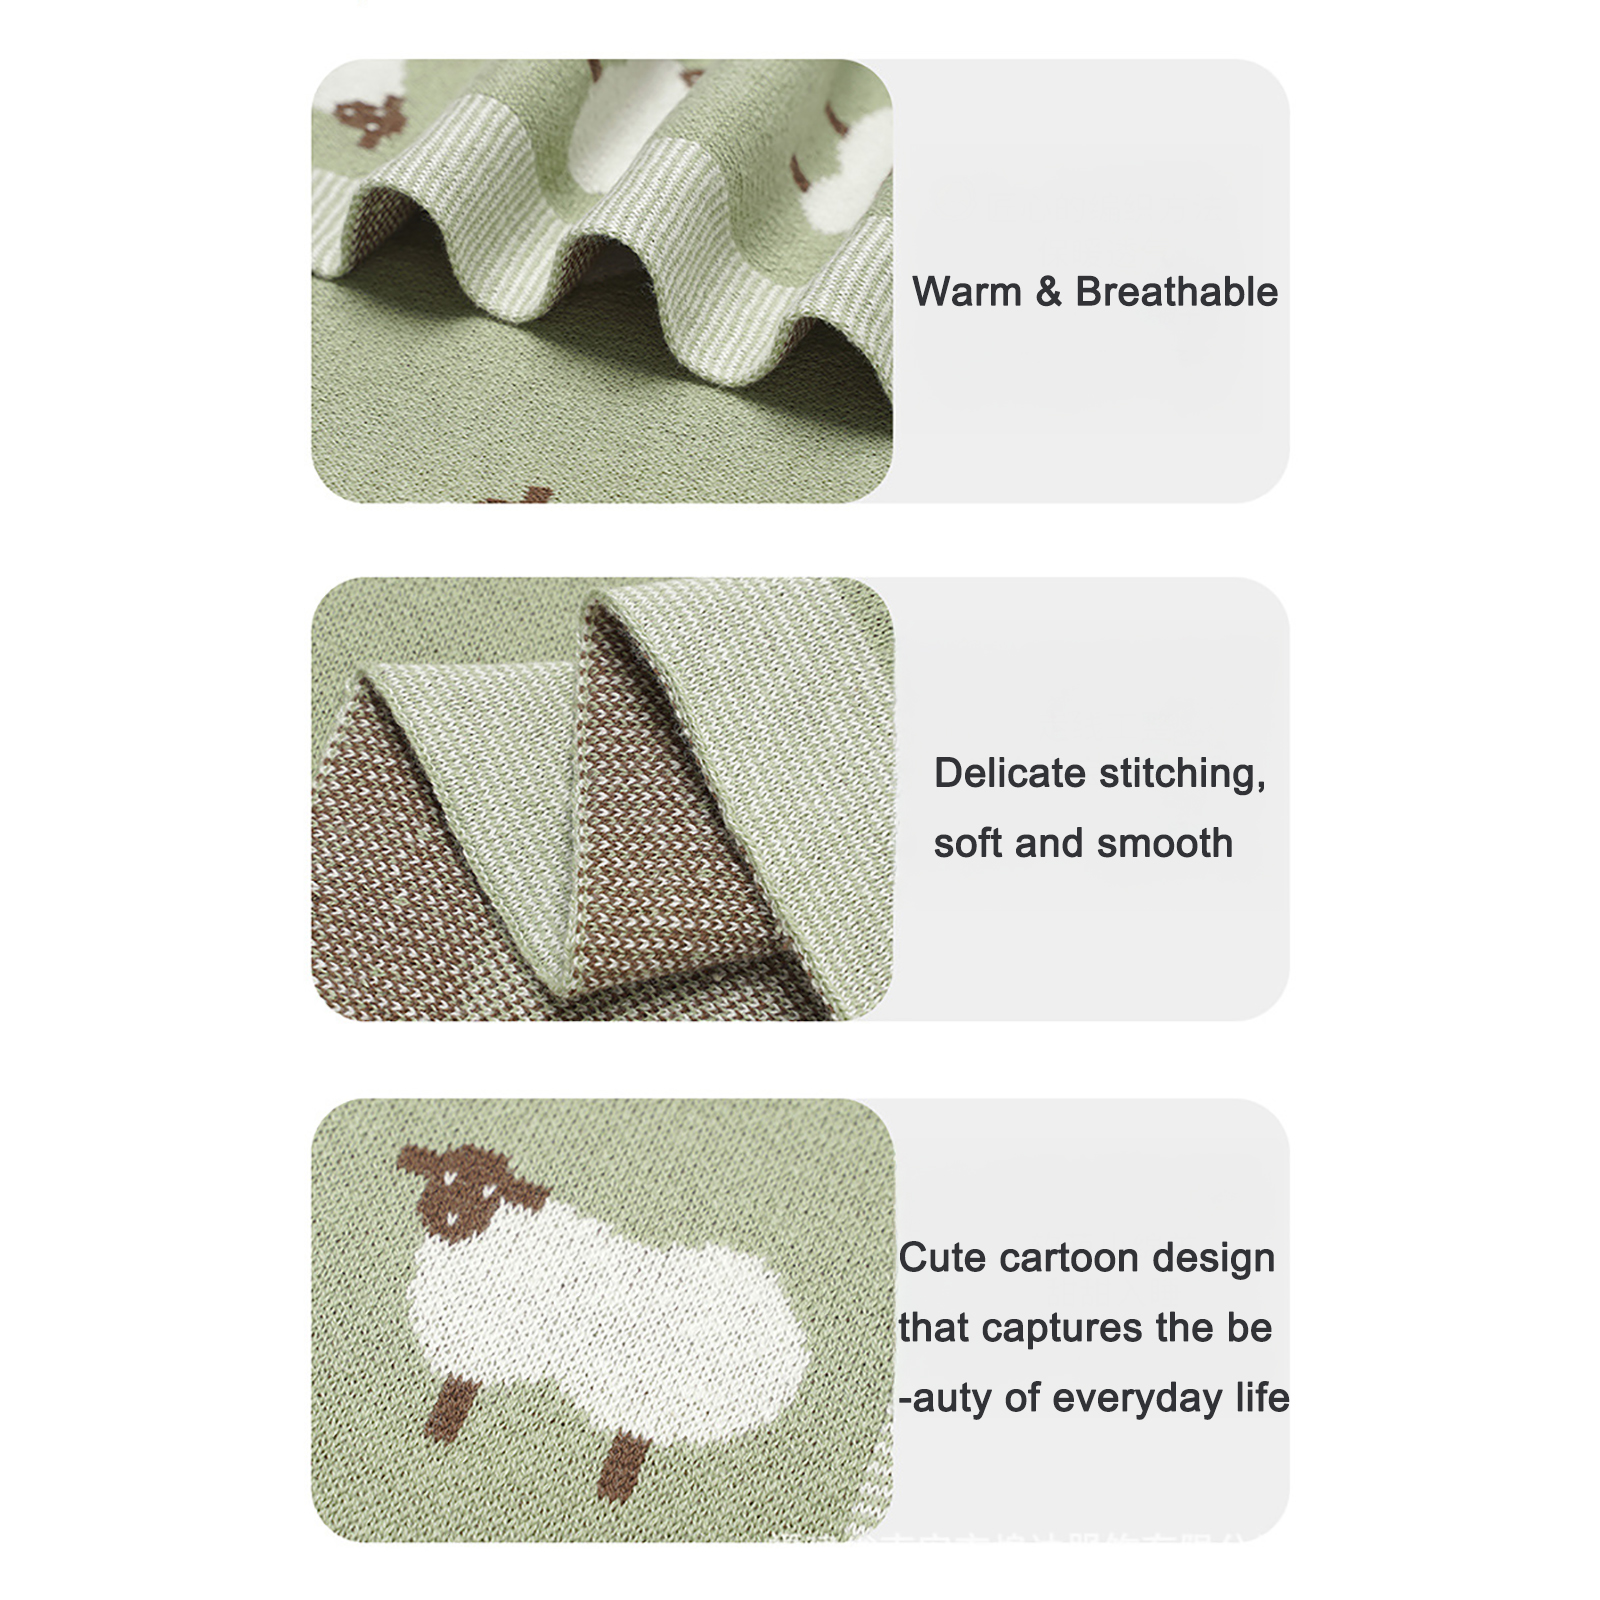 Warm & Breathable
Delicate stitching,
soft and smooth
Cute cartoon design
that captures the be
-auty of everyday life